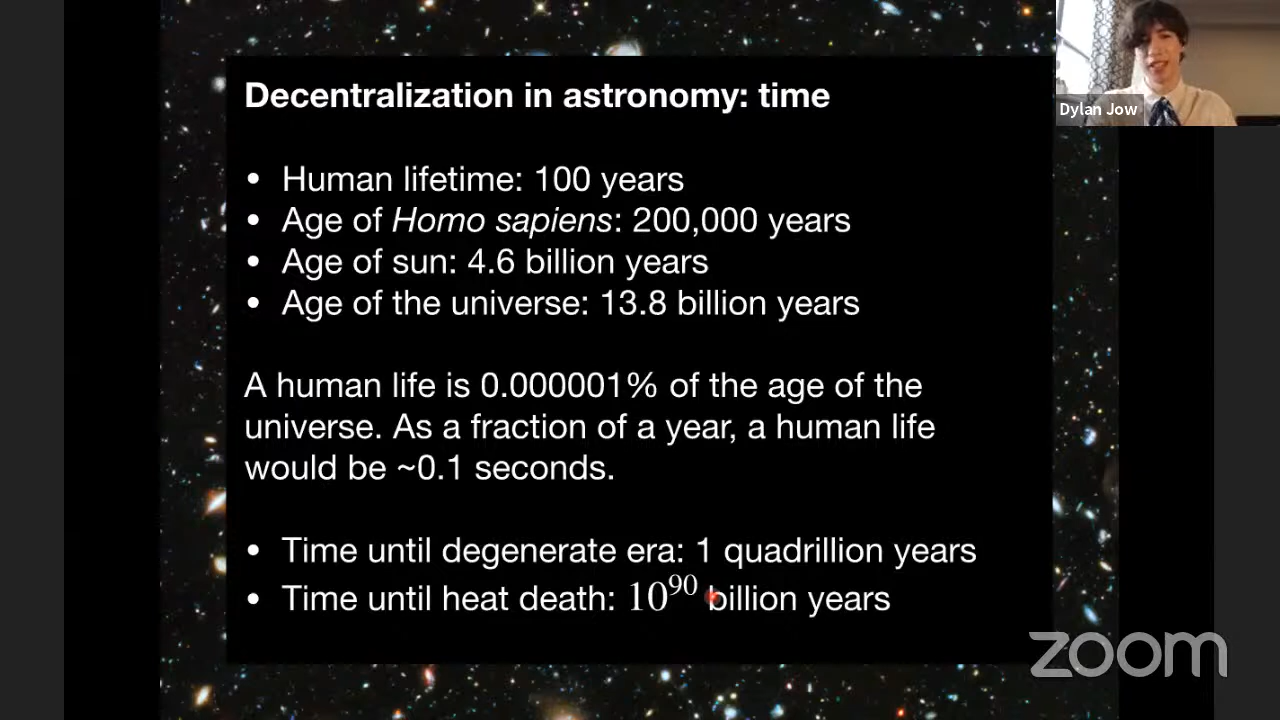 Decentralization in astronomy: time
• Human lifetime: 100 years
• Age of Homo sapiens: 200,000 years
• Age of sun: 4.6 billion years
• Age of the universe: 13.8 billion years
A human life is 0.000001% of the age of the
universe. As a fraction of a year, a human life
would be ~0.1 seconds.
• Time until degenerate era: 1 quadrillion years
• Time until heat death: 10⁹⁰ billion years
Dylan Jow
zoom